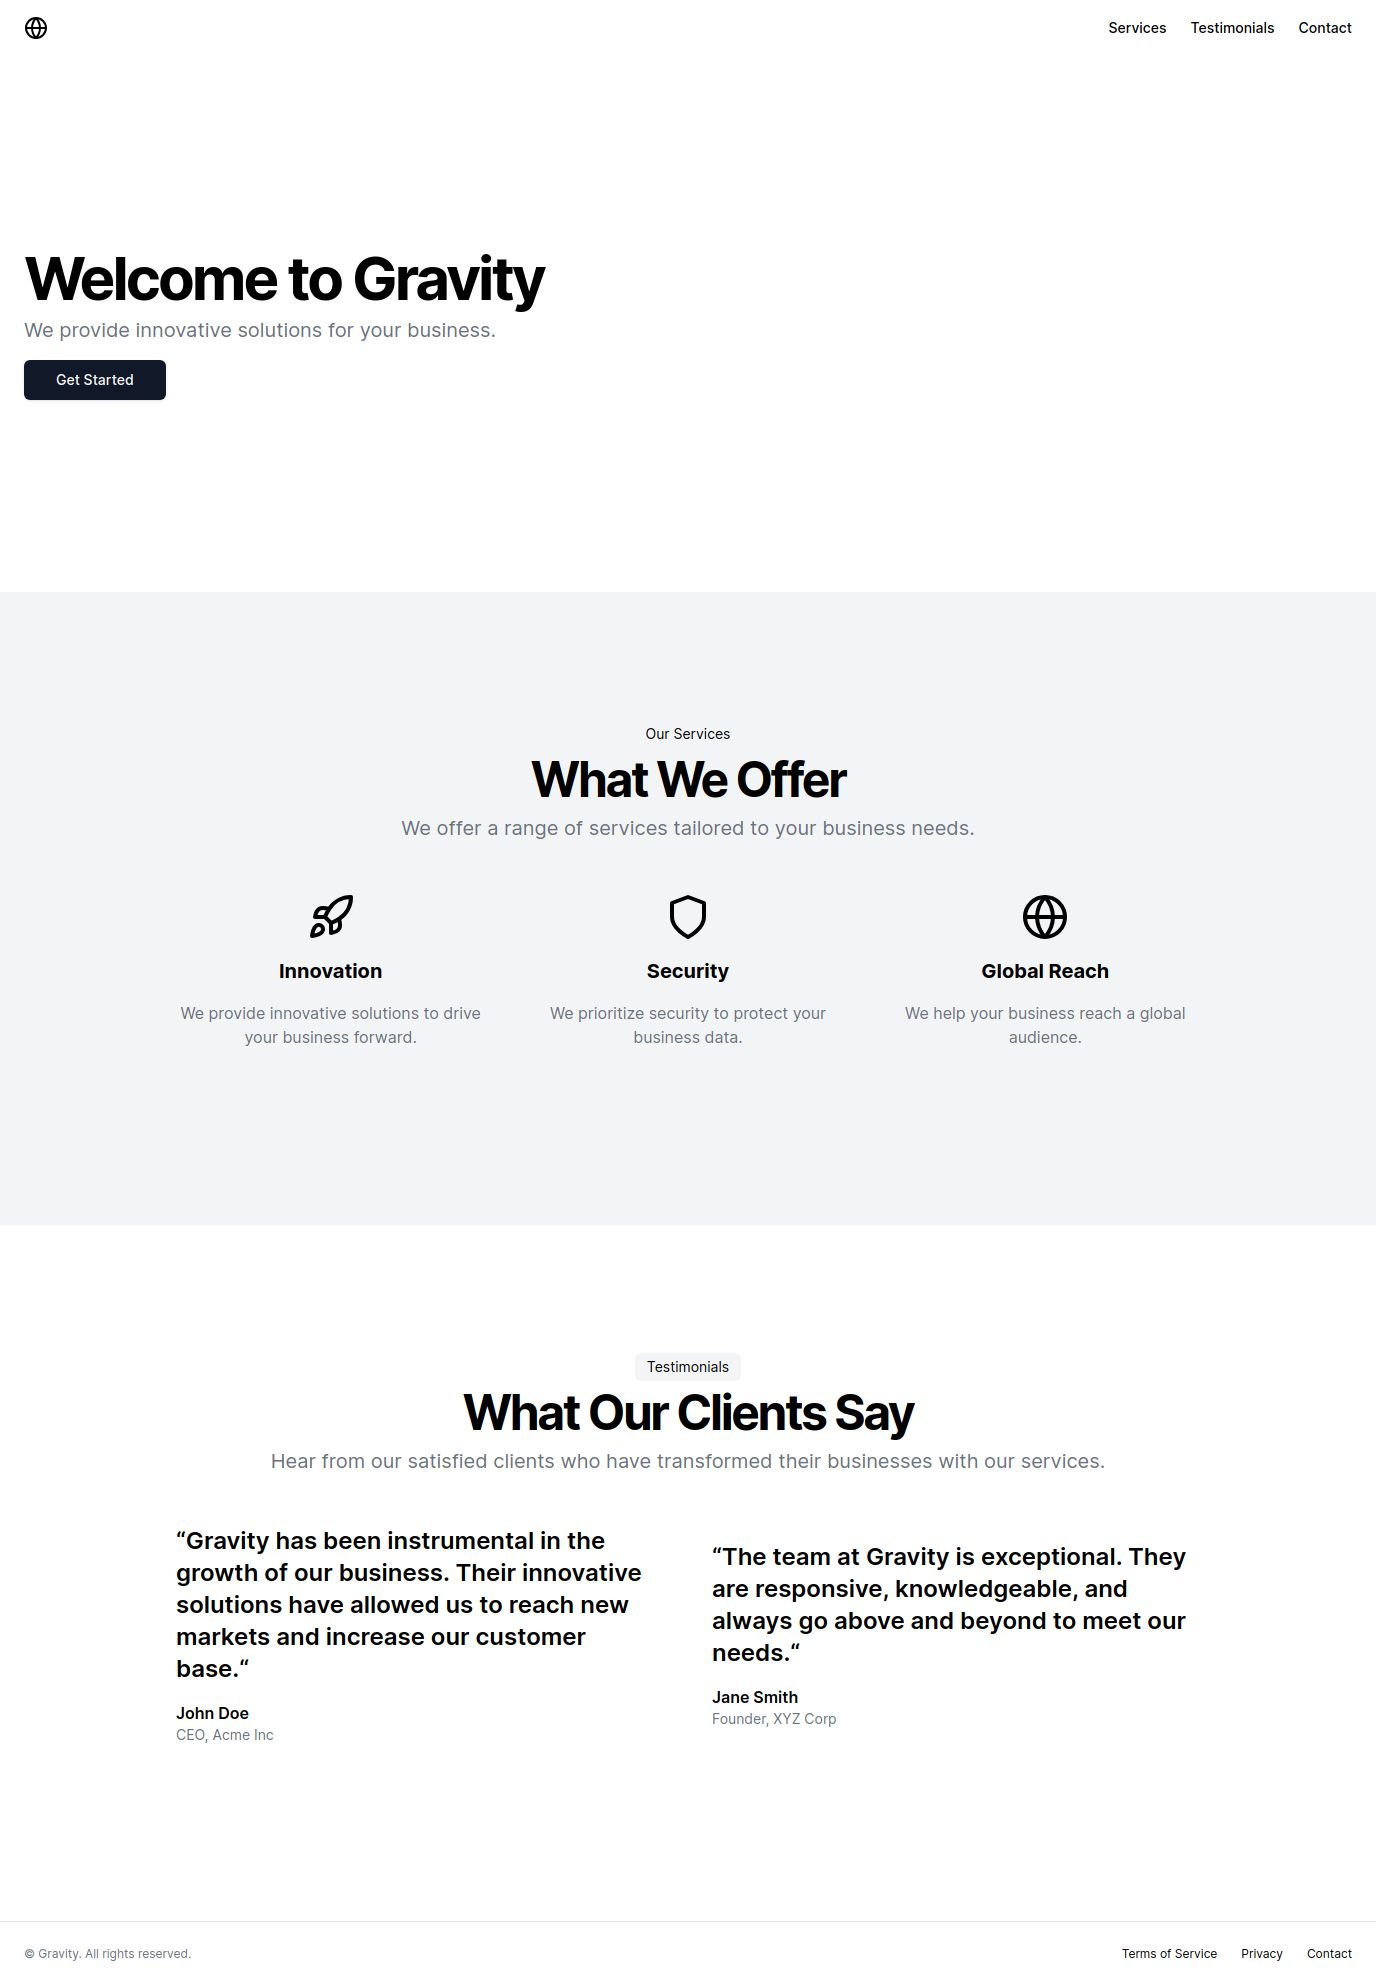 Services Testimonials Contact
Welcome to Gravity
We provide innovative solutions for your business.
Get Started
Our Services
What We Offer
We offer a range of services tailored to your business needs.
Innovation
We provide innovative solutions to drive
your business forward.
Security
We prioritize security to protect your
business data.
Global Reach
We help your business reach a global
audience.
Testimonials
What Our Clients Say
Hear from our satisfied clients who have transformed their businesses with our services.
“Gravity has been instrumental in the
growth of our business. Their innovative
solutions have allowed us to reach new
markets and increase our customer
base.“
John Doe
CEO, Acme Inc
“The team at Gravity is exceptional. They
are responsive, knowledgeable, and
always go above and beyond to meet our
needs.“
Jane Smith
Founder, XYZ Corp
© Gravity. All rights reserved.
Terms of Service Privacy Contact